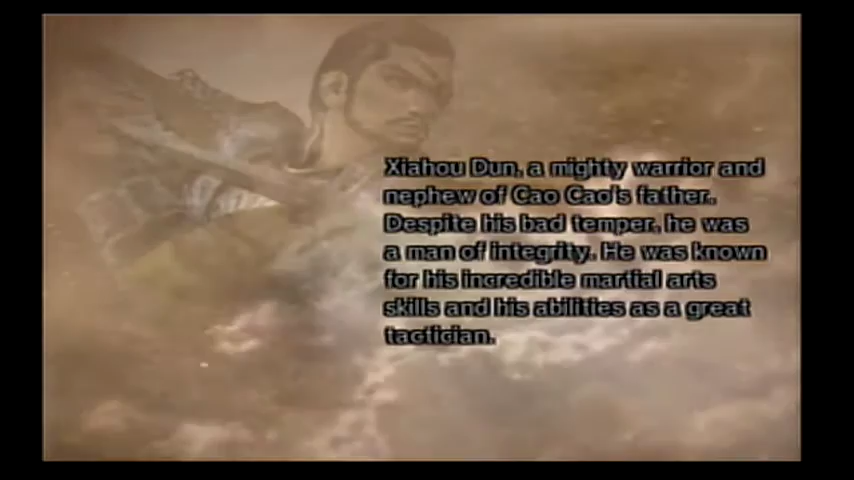 Xiahou Dun, a mighty warrior and
nephew of Cao Cao's father.
Despite his bad temper, he was
a man of integrity. He was known
for his incredible martial arts
skills and his abilities as a great
tactician.